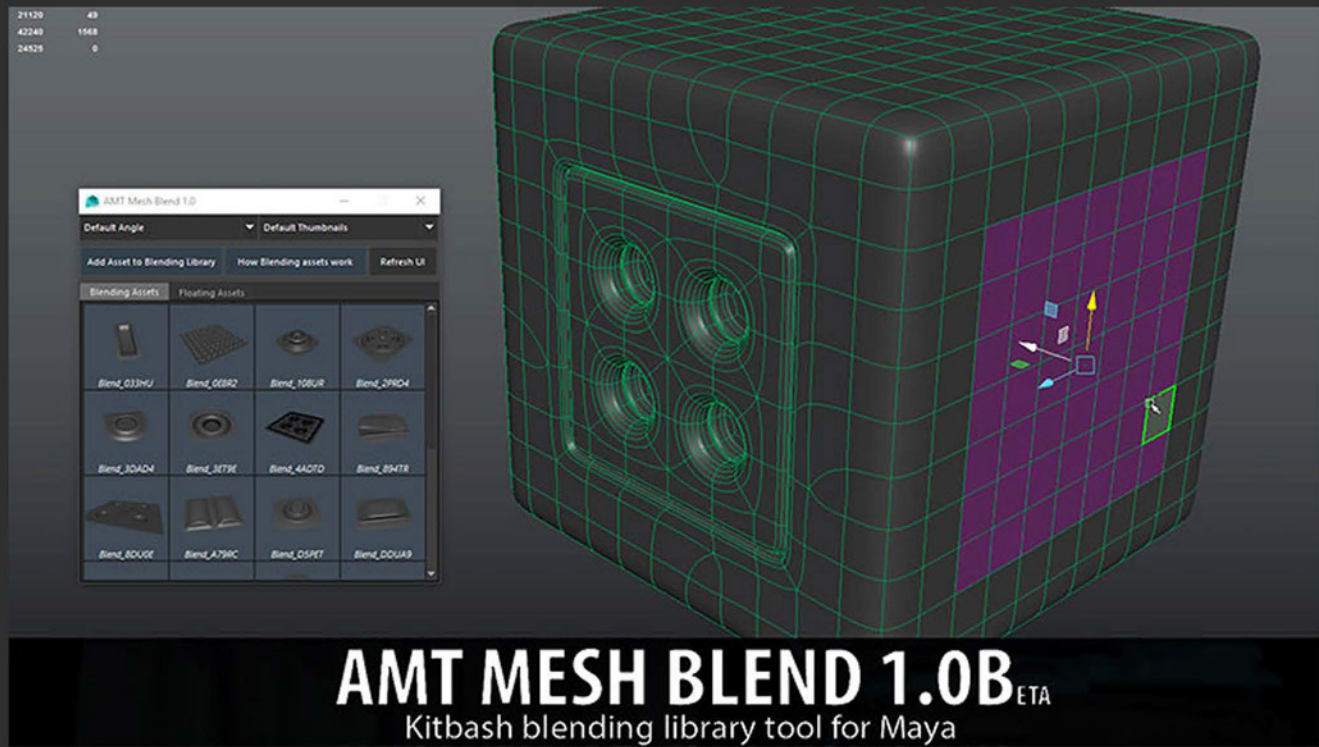 21120 49
42240 1568
24525 0
AMT Mesh Blend 1.0
Default Angle Default Thumbnails
Add Asset to Blending Library How Blending assets work Refresh UI
Blending Assets Floating Assets
Blend_033HU Blend_0EBR2 Blend_10BUR Blend_2PRD4
Blend_3DAD4 Blend_3ET9E Blend_4AOTD Blend_894TR
Blend_8DU0E Blend_A79RC Blend_D5PET Blend_DDUA9
AMT MESH BLEND 1.0BETA
Kitbash blending library tool for Maya